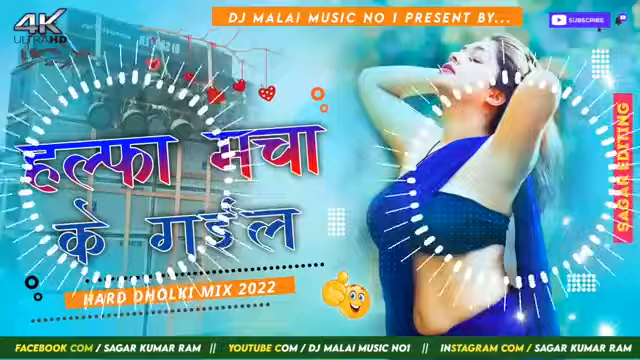 DJ MALAI MUSIC NO 1 PRESENT BY...
4K
ULTRA HD
SUBSCRIBE
SAGAR EDITING
हल्फा मचा
के गईल
HARD DHOLKI MIX 2022
FACEBOOK COM / SAGAR KUMAR RAM || YOUTUBE COM / DJ MALAI MUSIC NO1 || INSTAGRAM COM / SAGAR KUMAR RAM